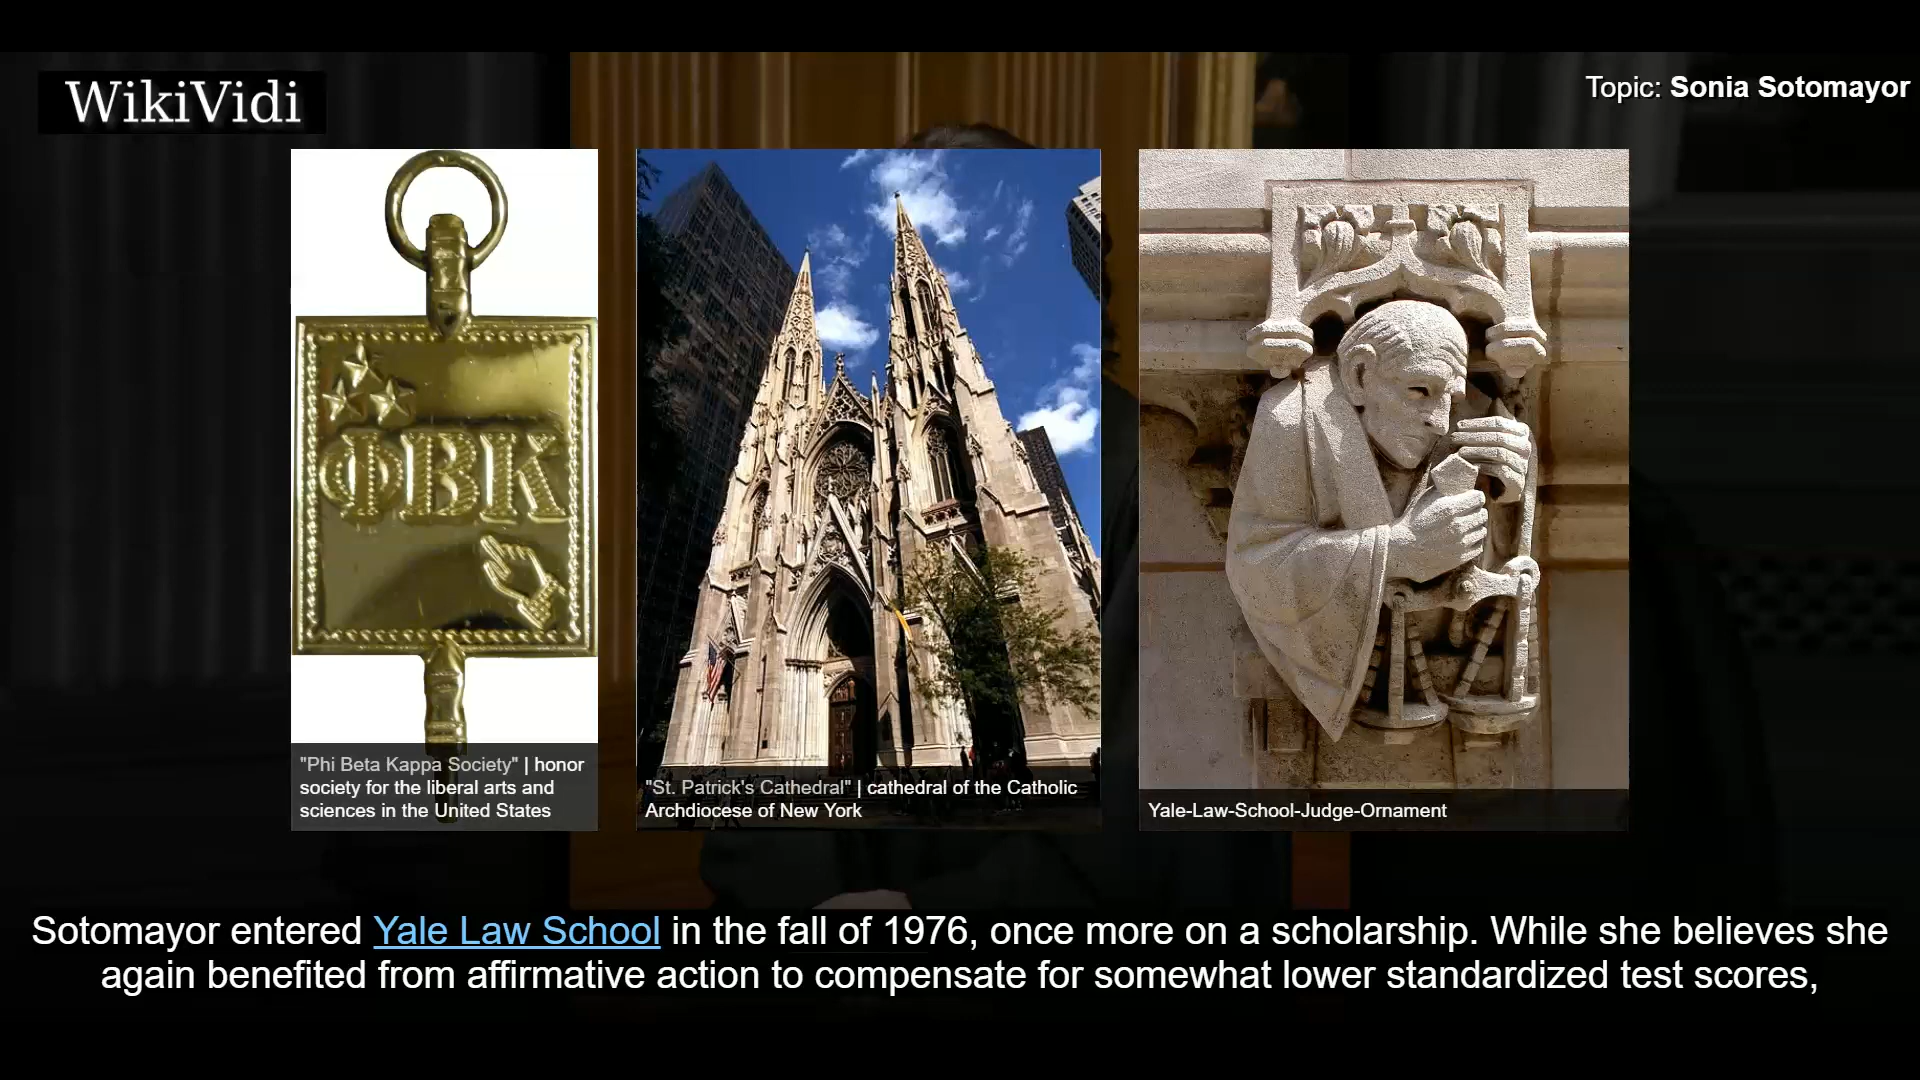 WikiVidi
Topic: Sonia Sotomayor
ΦΒΚ
"Phi Beta Kappa Society" | honor
society for the liberal arts and
sciences in the United States
"St. Patrick's Cathedral" | cathedral of the Catholic
Archdiocese of New York
Yale-Law-School-Judge-Ornament
Sotomayor entered Yale Law School in the fall of 1976, once more on a scholarship. While she believes she
again benefited from affirmative action to compensate for somewhat lower standardized test scores,